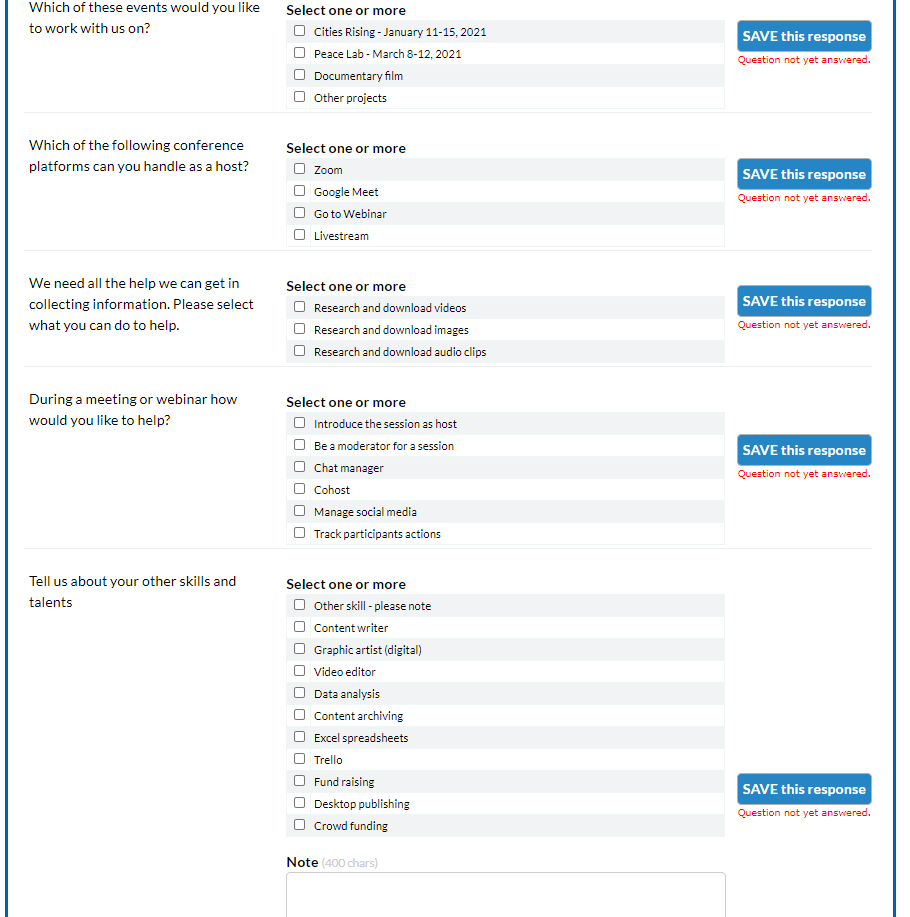 Which of these events would you like
to work with us on?
Select one or more
Cities Rising - January 11-15, 2021
Peace Lab - March 8-12, 2021
Documentary film
Other projects
SAVE this response
Question not yet answered.
Which of the following conference
platforms can you handle as a host?
Select one or more
Zoom
Google Meet
Go to Webinar
Livestream
SAVE this response
Question not yet answered.
We need all the help we can get in
collecting information. Please select
what you can do to help.
Select one or more
Research and download videos
Research and download images
Research and download audio clips
SAVE this response
Question not yet answered.
During a meeting or webinar how
would you like to help?
Select one or more
Introduce the session as host
Be a moderator for a session
Chat manager
Cohost
Manage social media
Track participants actions
SAVE this response
Question not yet answered.
Tell us about your other skills and
talents
Select one or more
Other skill - please note
Content writer
Graphic artist (digital)
Video editor
Data analysis
Content archiving
Excel spreadsheets
Trello
Fund raising
Desktop publishing
Crowd funding
SAVE this response
Question not yet answered.
Note (400 chars)